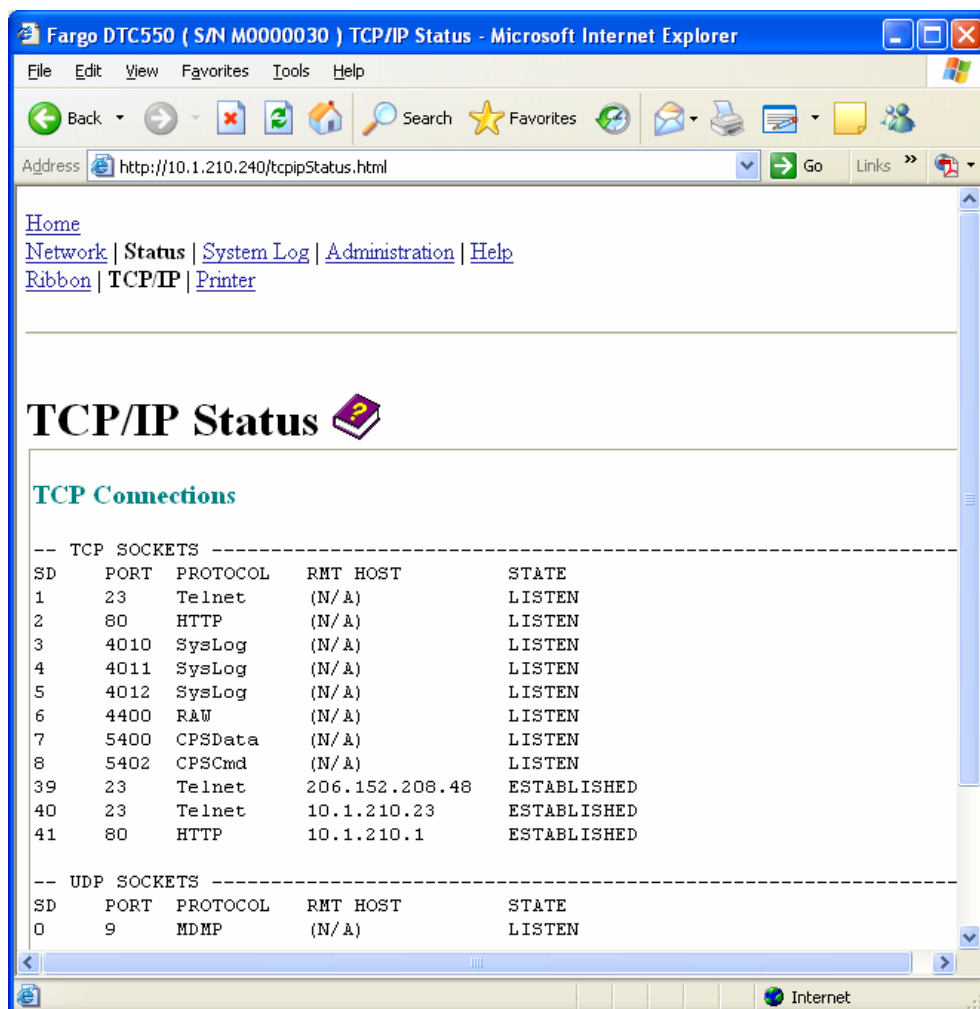 Fargo DTC550 ( S/N M0000030 ) TCP/IP Status - Microsoft Internet Explorer
File Edit View Favorites Tools Help
Back Search Favorites
Address http://10.1.210.240/tcpipStatus.html Go Links »
Home
Network | Status | System Log | Administration | Help
Ribbon | TCP/IP | Printer
TCP/IP Status
TCP Connections
-- TCP SOCKETS --------------------------------------------------------------
SD PORT PROTOCOL RMT HOST STATE
1 23 Telnet (N/A) LISTEN
2 80 HTTP (N/A) LISTEN
3 4010 SysLog (N/A) LISTEN
4 4011 SysLog (N/A) LISTEN
5 4012 SysLog (N/A) LISTEN
6 4400 RAW (N/A) LISTEN
7 5400 CPSData (N/A) LISTEN
8 5402 CPSCmd (N/A) LISTEN
39 23 Telnet 206.152.208.48 ESTABLISHED
40 23 Telnet 10.1.210.23 ESTABLISHED
41 80 HTTP 10.1.210.1 ESTABLISHED
-- UDP SOCKETS --------------------------------------------------------------
SD PORT PROTOCOL RMT HOST STATE
0 9 MDMP (N/A) LISTEN
Internet